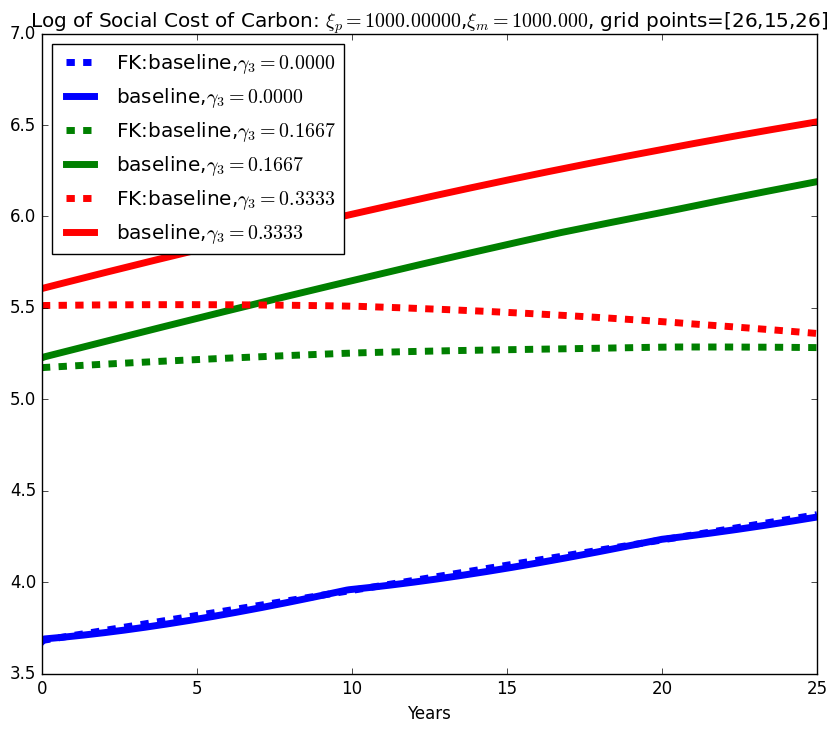 Log of Social Cost of Carbon: ξₚ = 1000.00000,ξₘ = 1000.000, grid points=[26,15,26]
7.0
6.5
6.0
5.5
5.0
4.5
4.0
3.5
FK:baseline,γ₃ = 0.0000
baseline,γ₃ = 0.0000
FK:baseline,γ₃ = 0.1667
baseline,γ₃ = 0.1667
FK:baseline,γ₃ = 0.3333
baseline,γ₃ = 0.3333
0 5 10 15 20 25
Years